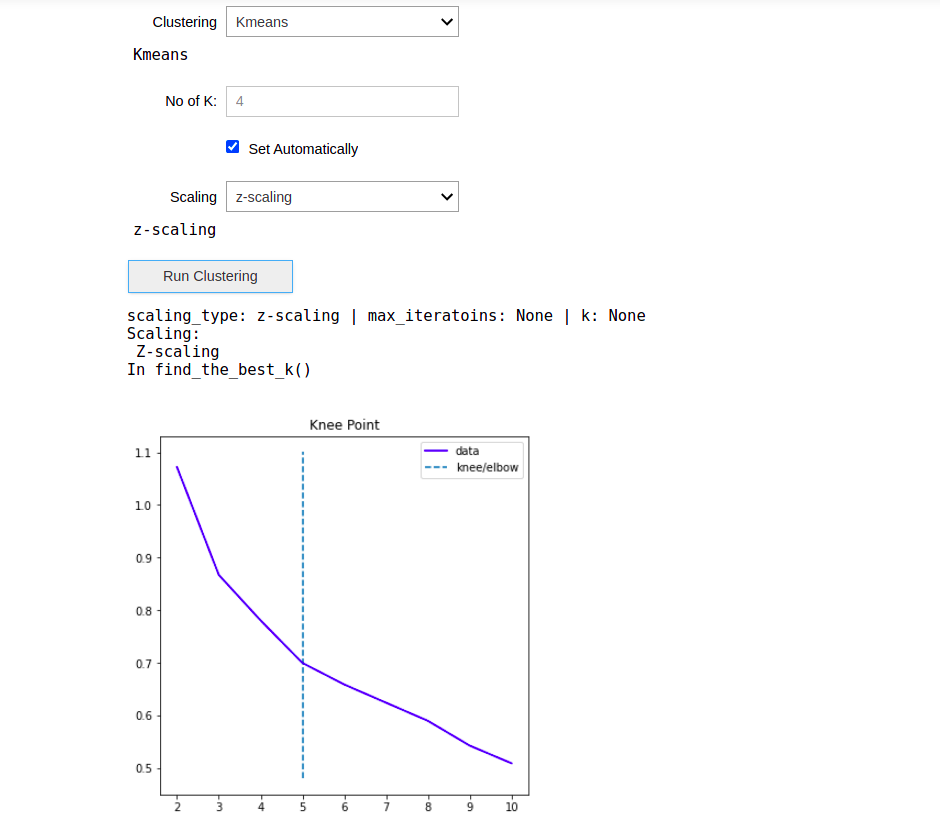 Clustering Kmeans
Kmeans
No of K: 4
Set Automatically
Scaling z-scaling
z-scaling
Run Clustering
scaling_type: z-scaling | max_iteratoins: None | k: None
Scaling:
Z-scaling
In find_the_best_k()
Knee Point
data
knee/elbow
1.1
1.0
0.9
0.8
0.7
0.6
0.5
2 3 4 5 6 7 8 9 10